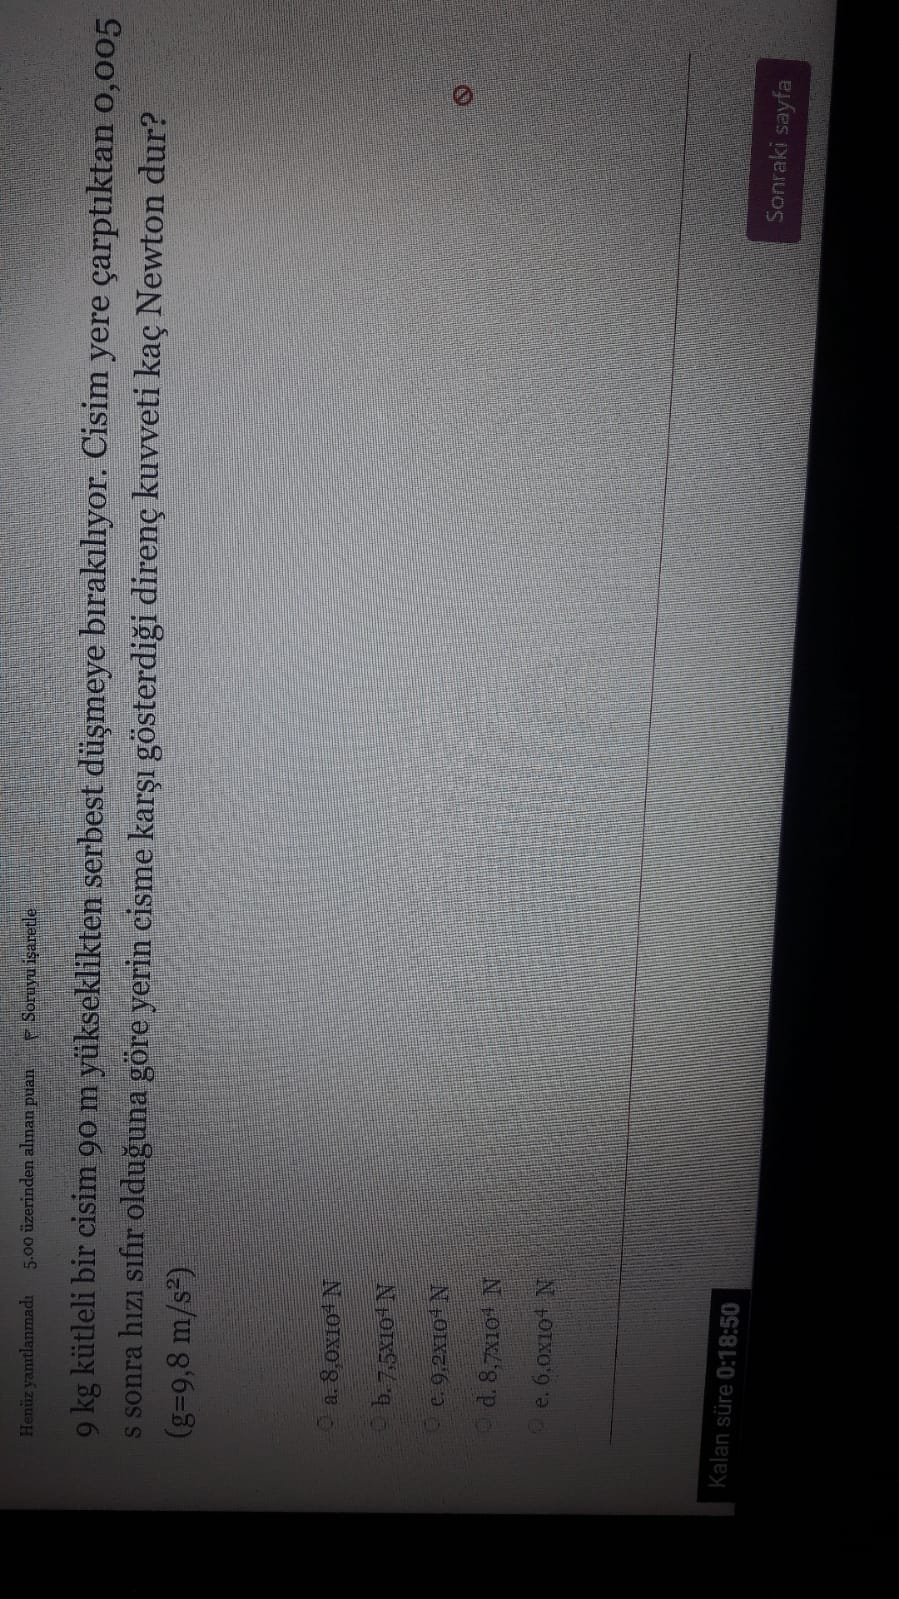 Henüz yanıtlanmadı 5,00 üzerinden alınan puan Soruyu işaretle
9 kg kütleli bir cisim 90 m yükseklikten serbest düşmeye bırakılıyor. Cisim yere çarptıktan 0,005
s sonra hızı sıfır olduğuna göre yerin cisme karşı gösterdiği direnç kuvveti kaç Newton dur?
(g=9,8 m/s²)
a. 8,0x10⁴ N
b. 7,5x10⁴ N
c. 9,2x10⁴ N
d. 8,7x10⁴ N
e. 6,0x10⁴ N
Sonraki sayfa
Kalan süre 0:18:50